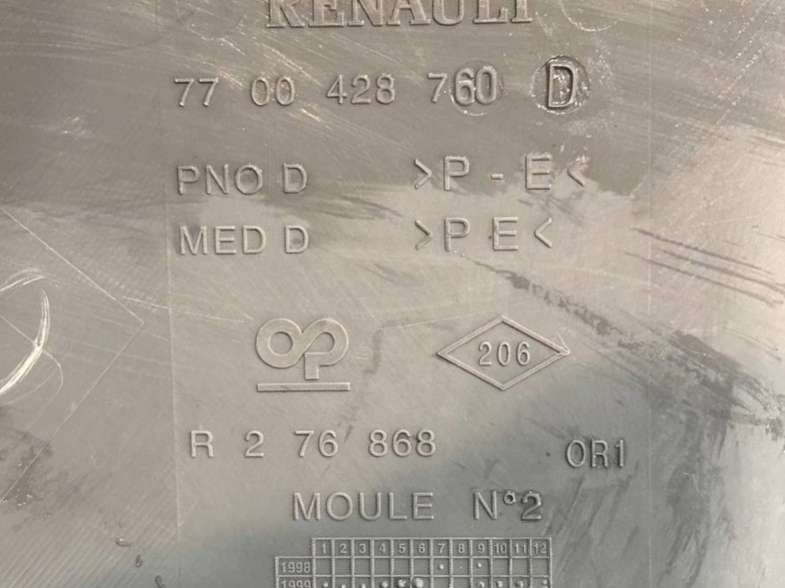 RENAULT
77 00 428 760 D
PNO D >P - E<
MED D >P E<
OP
206
R 2 76 868 OR1
MOULE N°2
1 2 3 4 5 6 7 8 9 10 11 12
1998
1999